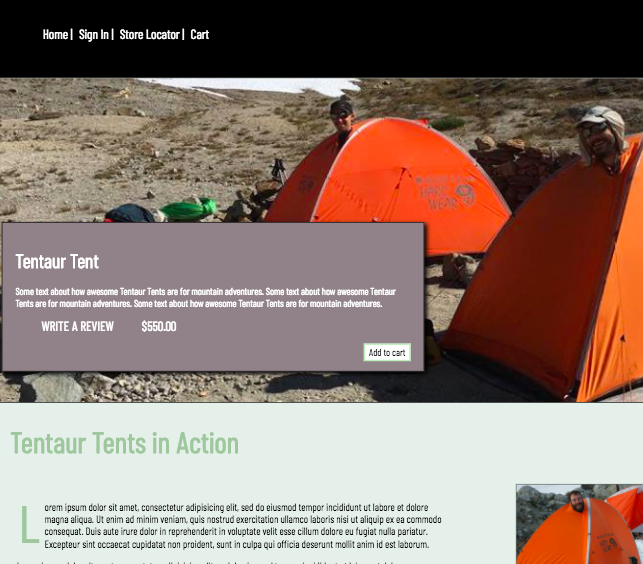 Home | Sign In | Store Locator | Cart
HARD
WEAR
Tentaur Tent
Some text about how awesome Tentaur Tents are for mountain adventures. Some text about how awesome Tentaur
Tents are for mountain adventures. Some text about how awesome Tentaur Tents are for mountain adventures.
WRITE A REVIEW $550.00
Add to cart
Tentaur Tents in Action
Lorem ipsum dolor sit amet, consectetur adipisicing elit, sed do eiusmod tempor incididunt ut labore et dolore
magna aliqua. Ut enim ad minim veniam, quis nostrud exercitation ullamco laboris nisi ut aliquip ex ea commodo
consequat. Duis aute irure dolor in reprehenderit in voluptate velit esse cillum dolore eu fugiat nulla pariatur.
Excepteur sint occaecat cupidatat non proident, sunt in culpa qui officia deserunt mollit anim id est laborum.